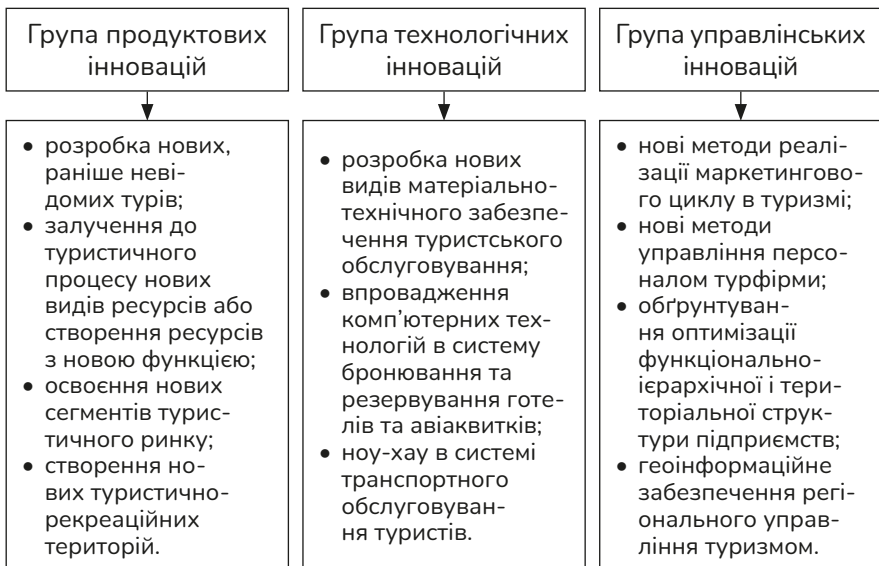 Група продуктових
інновацій
• розробка нових,
раніше неві-
домих турів;
• залучення до
туристичного
процесу нових
видів ресурсів або
створення ресурсів
з новою функцією;
• освоєння нових
сегментів турис-
тичного ринку;
• створення но-
вих туристично-
рекреаційних
територій.
Група технологічних
інновацій
• розробка нових
видів матеріально-
технічного забезпе-
чення туристського
обслуговування;
• впровадження
комп’ютерних тех-
нологій в систему
бронювання та
резервування готе-
лів та авіаквитків;
• ноу-хау в системі
транспортного
обслуговуван-
ня туристів.
Група управлінських
інновацій
• нові методи реалі-
зації маркетингово-
го циклу в туризмі;
• нові методи
управління персо-
налом турфірми;
• обґрунтуван-
ня оптимізації
функціонально-
ієрархічної і тери-
торіальної струк-
тури підприємств;
• геоінформаційне
забезпечення регі-
онального управ-
ління туризмом.